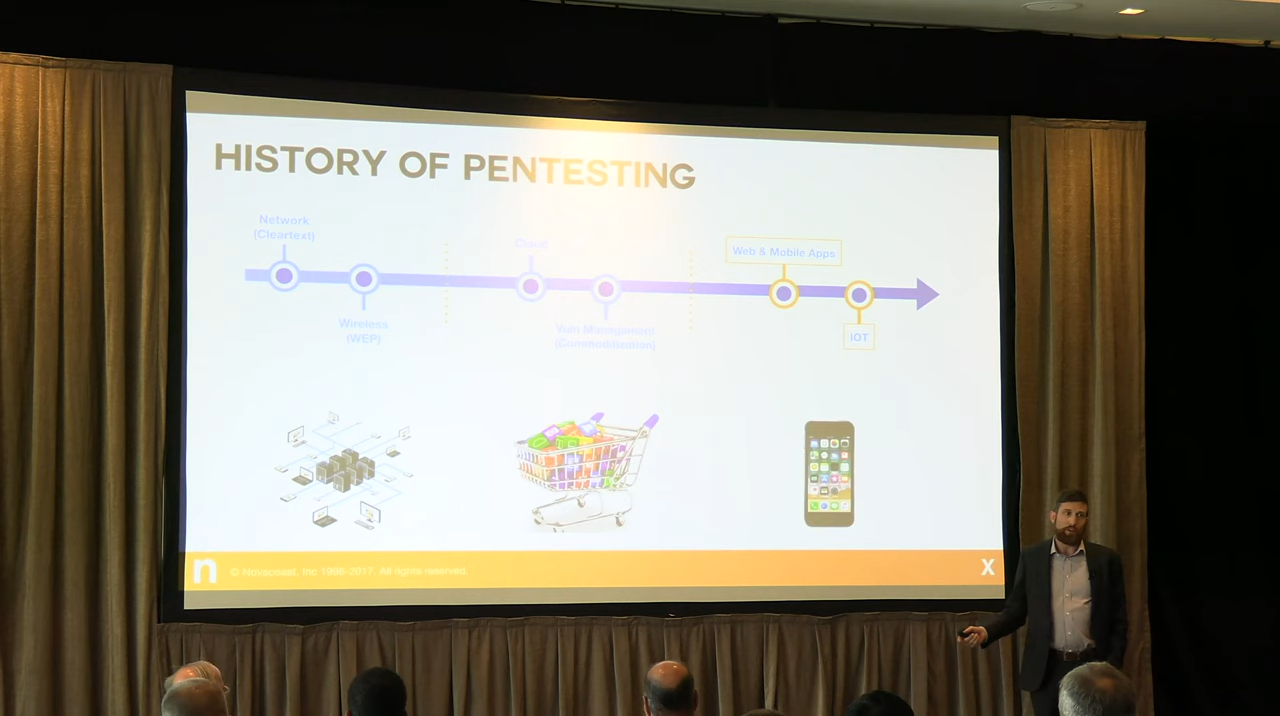 HISTORY OF PENTESTING
Network
(Cleartext)
Cloud
Web & Mobile Apps
Wireless
(WEP)
Vuln Management
(Commoditization)
IOT
n
© Novacoast, Inc 1996-2017. All rights reserved.
X